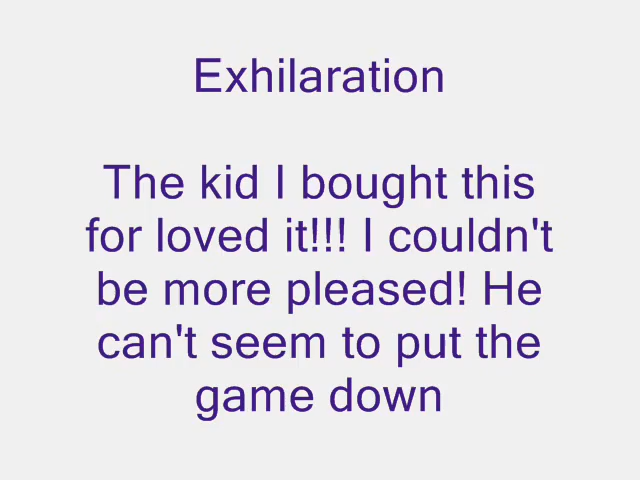 Exhilaration
The kid I bought this
for loved it!!! I couldn't
be more pleased! He
can't seem to put the
game down